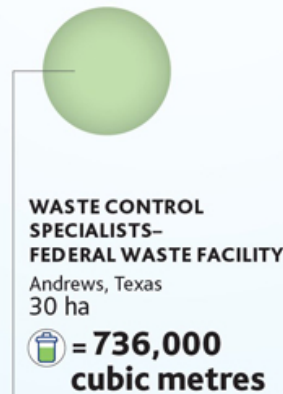 WASTE CONTROL
SPECIALISTS–
FEDERAL WASTE FACILITY
Andrews, Texas
30 ha
= 736,000
cubic metres